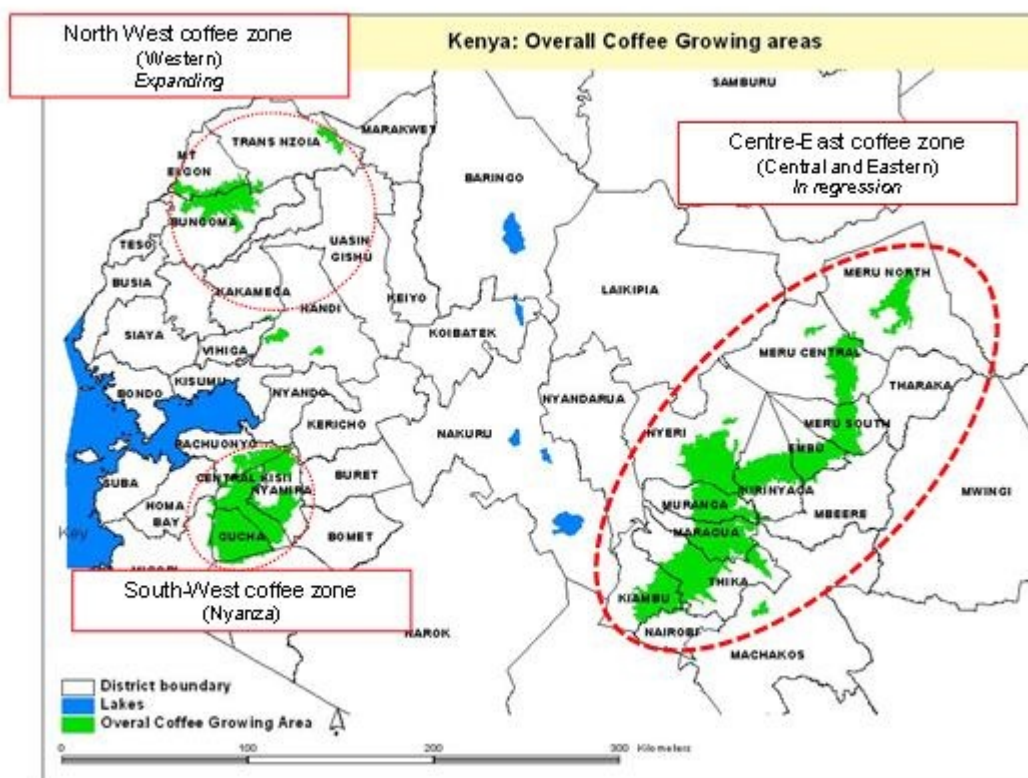 North West coffee zone
(Western)
Expanding
Kenya: Overall Coffee Growing areas
SAMBURU
MARAKWET
TRANS NZOIA
MT
ELGON
Centre-East coffee zone
(Central and Eastern)
In regression
BARINGO
BUNGOMA
TESO
UASIN
GISHU
MERU NORTH
BUSIA
KAKAMEGA
KEIYO
LAIKIPIA
NANDI
SIAYA
KOIBATEK
VIHIGA
MERU CENTRAL
KISUMU
BONDO
NYANDO
NYANDARUA
THARAKA
KERICHO
MERU SOUTH
NYERI
NAKURU
EMBU
RACHUONYO
CENTRAL KISII
BURET
SUBA
NYAMIRA
KIRINYAGA
MWINGI
HOMA
BAY
MURANGA
MBEERE
Key
GUCHA
BOMET
MARAGUA
THIKA
South-West coffee zone
(Nyanza)
KIAMBU
NAROK
NAIROBI
MACHAKOS
District boundary
Lakes
Overal Coffee Growing Area
0 100 200 300 Kilometers